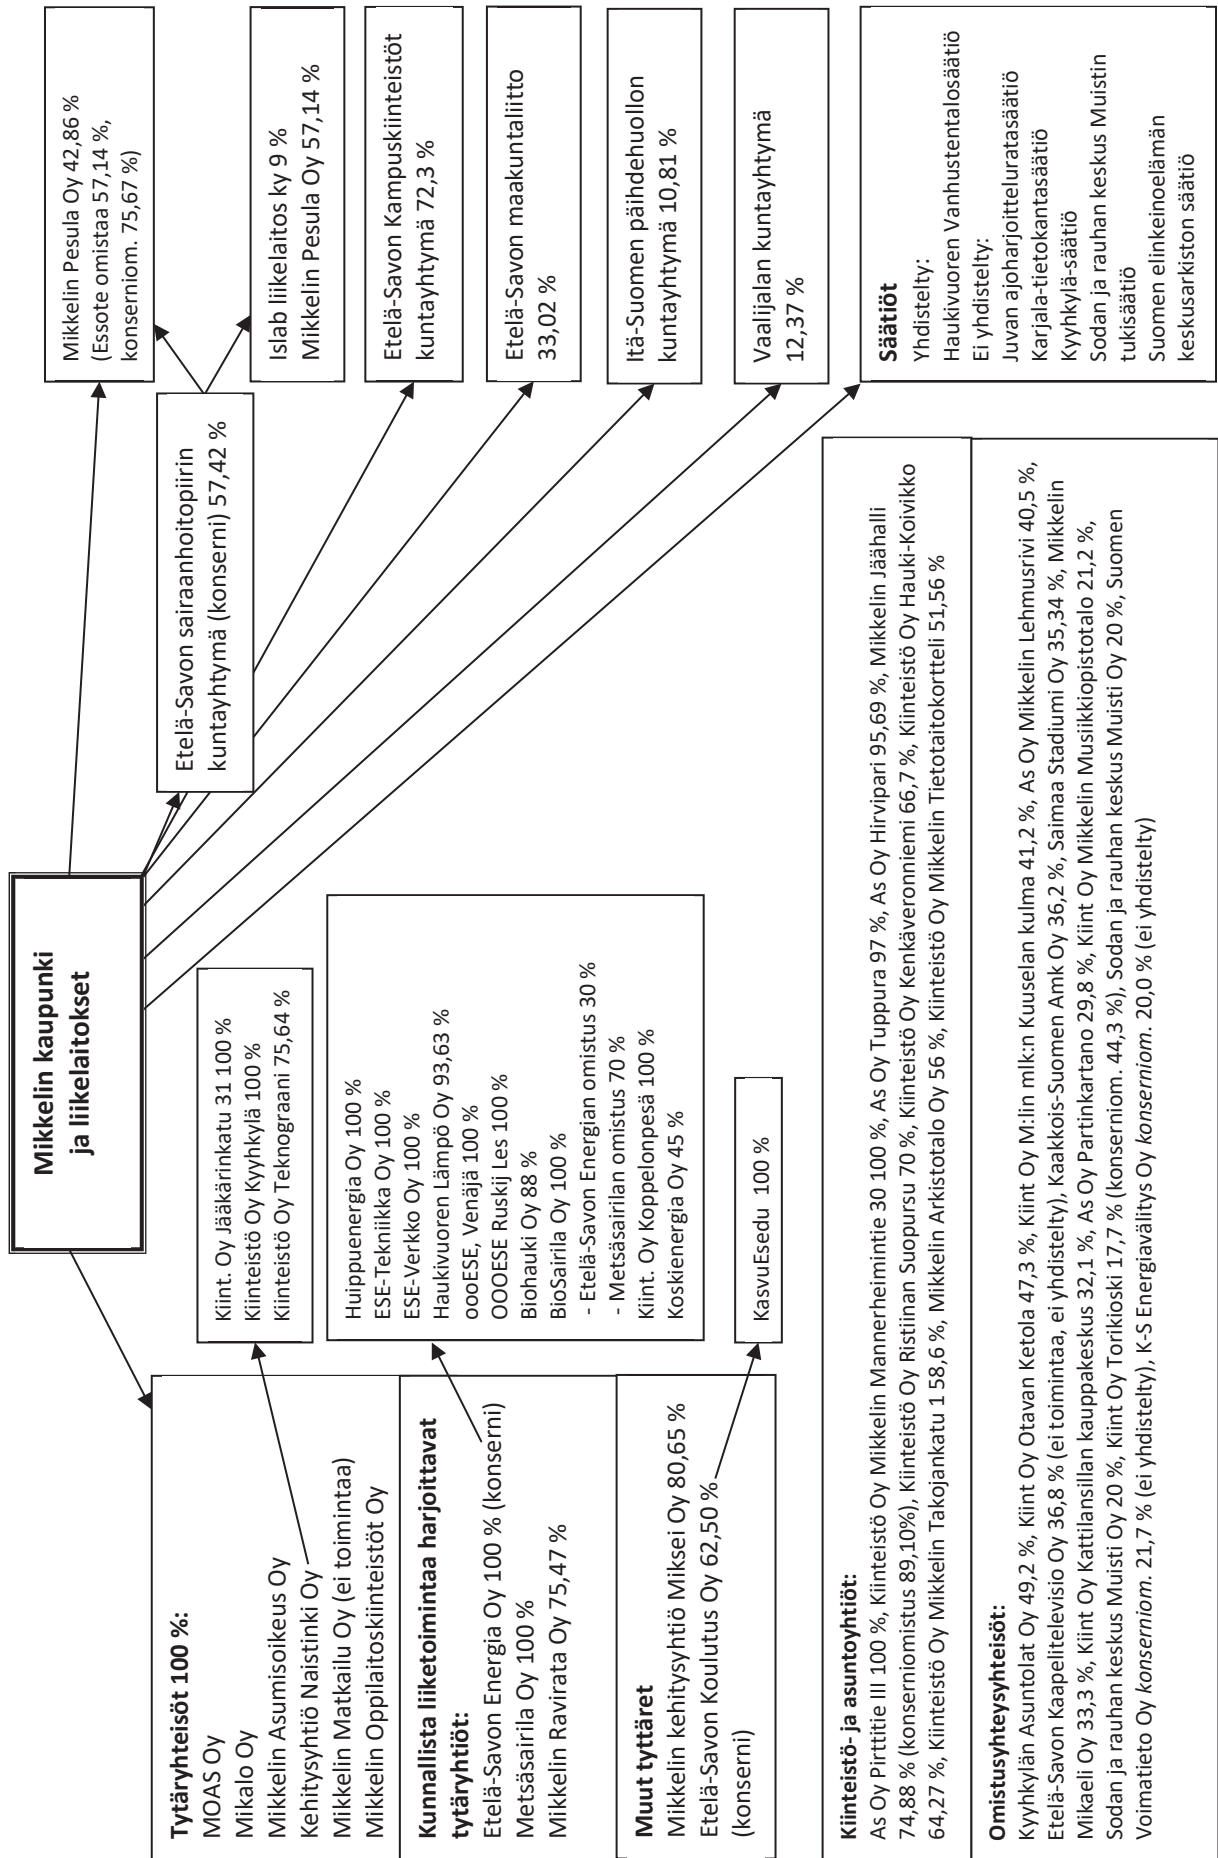 Mikkelin kaupunki
ja liikelaitokset
Tytäryhteisöt 100 %:
MOAS Oy
Mikalo Oy
Mikkelin Asumisoikeus Oy
Kehitysyhtiö Naistinki Oy
Mikkelin Matkailu Oy (ei toimintaa)
Mikkelin Oppilaitoskiinteistöt Oy
Kunnallista liiketoimintaa harjoittavat
tytäryhtiöt:
Etelä-Savon Energia Oy 100 % (konserni)
Metsäsairila Oy 100 %
Mikkelin Ravirata Oy 75,47 %
Muut tyttäret
Mikkelin kehitysyhtiö Miksei Oy 80,65 %
Etelä-Savon Koulutus Oy 62,50 %
(konserni)
Kiint. Oy Jääkärinkatu 31 100 %
Kiinteistö Oy Kyyhkylä 100 %
Kiinteistö Oy Teknograani 75,64 %
Huippuenergia Oy 100 %
ESE-Tekniikka Oy 100 %
ESE-Verkko Oy 100 %
Haukivuoren Lämpö Oy 93,63 %
oooESE, Venäjä 100 %
OOOESE Ruskij Les 100 %
Biohauki Oy 88 %
BioSairila Oy 100 %
- Etelä-Savon Energian omistus 30 %
- Metsäsairilan omistus 70 %
Kiint. Oy Koppelonpesä 100 %
Koskienergia Oy 45 %
KasvuEsedu 100 %
Etelä-Savon sairaanhoitopiirin
kuntayhtymä (konserni) 57,42 %
Mikkelin Pesula Oy 42,86 %
(Essote omistaa 57,14 %,
konserniom. 75,67 %)
Islab liikelaitos ky 9 %
Mikkelin Pesula Oy 57,14 %
Etelä-Savon Kampuskiinteistöt
kuntayhtymä 72,3 %
Etelä-Savon maakuntaliitto
33,02 %
Itä-Suomen päihdehuollon
kuntayhtymä 10,81 %
Vaalijalan kuntayhtymä
12,37 %
Säätiöt
Yhdistelty:
Haukivuoren Vanhustentalosäätiö
Ei yhdistelty:
Juvan ajoharjoitteluratasäätiö
Karjala-tietokantasäätiö
Kyyhkylä-säätiö
Sodan ja rauhan keskus Muistin
tukisäätiö
Suomen elinkeinoelämän
keskusarkiston säätiö
Kiinteistö- ja asuntoyhtiöt:
As Oy Pirttitie III 100 %, Kiinteistö Oy Mikkelin Mannerheimintie 30 100 %, As Oy Tuppura 97 %, As Oy Hirvipari 95,69 %, Mikkelin Jäähalli
74,88 % (konserniomistus 89,10%), Kiinteistö Oy Ristiinan Suopursu 70 %, Kiinteistö Oy Kenkäveronniemi 66,7 %, Kiinteistö Oy Hauki-Koivikko
64,27 %, Kiinteistö Oy Mikkelin Takojankatu 1 58,6 %, Mikkelin Arkistotalo Oy 56 %, Kiinteistö Oy Mikkelin Tietotaitokortteli 51,56 %
Omistusyhteysyhteisöt:
Kyyhkylän Asuntolat Oy 49,2 %, Kiint Oy Otavan Ketola 47,3 %, Kiint Oy M:lin mlk:n Kuuselan kulma 41,2 %, As Oy Mikkelin Lehmusrivi 40,5 %,
Etelä-Savon Kaapelitelevisio Oy 36,8 % (ei toimintaa, ei yhdistelty), Kaakkois-Suomen Amk Oy 36,2 %, Saimaa Stadiumi Oy 35,34 %, Mikkelin
Mikaeli Oy 33,3 %, Kiint Oy Kattilansillan kauppakeskus 32,1 %, As Oy Partinkartano 29,8 %, Kiint Oy Mikkelin Musiikkiopistotalo 21,2 %,
Sodan ja rauhan keskus Muisti Oy 20 %, Kiint Oy Torikioski 17,7 % (konserniom. 44,3 %), Sodan ja rauhan keskus Muisti Oy 20 %, Suomen
Voimatieto Oy konserniom. 21,7 % (ei yhdistelty), K-S Energiavälitys Oy konserniom. 20,0 % (ei yhdistelty)